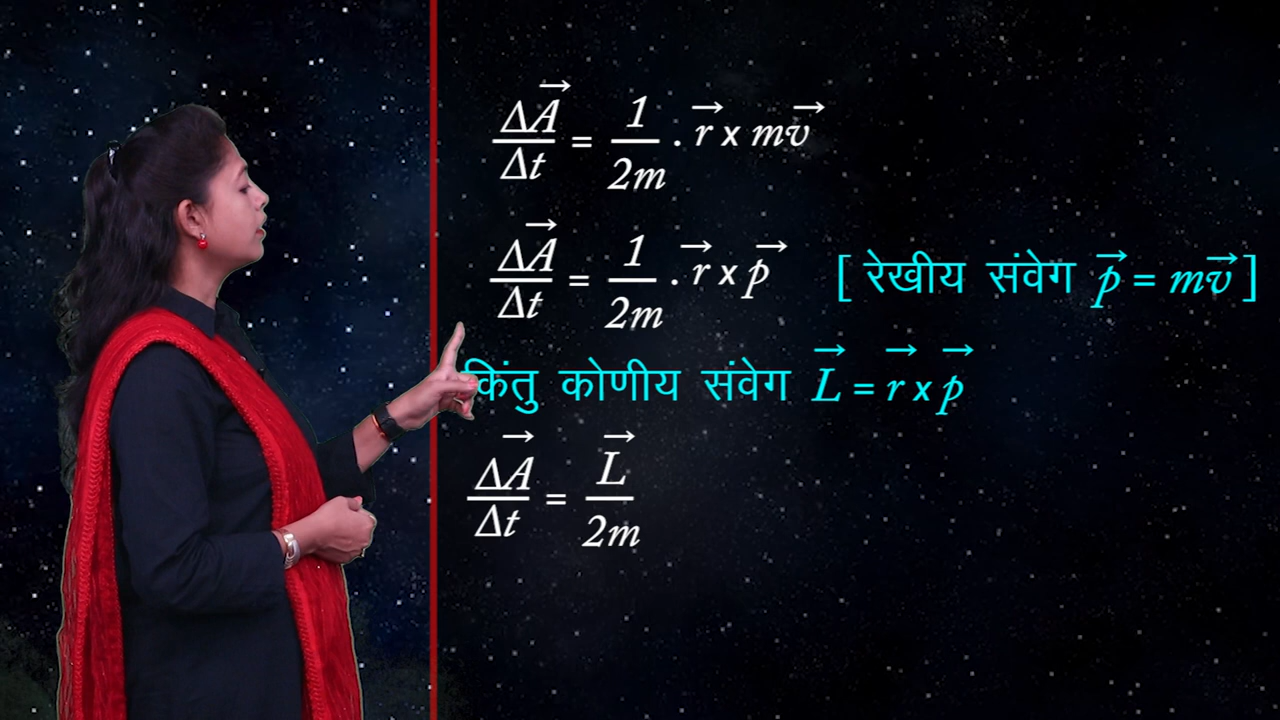 ΔA⃗/Δt = 1/2m . r⃗ x mv⃗
ΔA⃗/Δt = 1/2m . r⃗ x p⃗ [ रेखीय संवेग p⃗ = mv⃗ ]
किंतु कोणीय संवेग L⃗ = r⃗ x p⃗
ΔA⃗/Δt = L⃗/2m